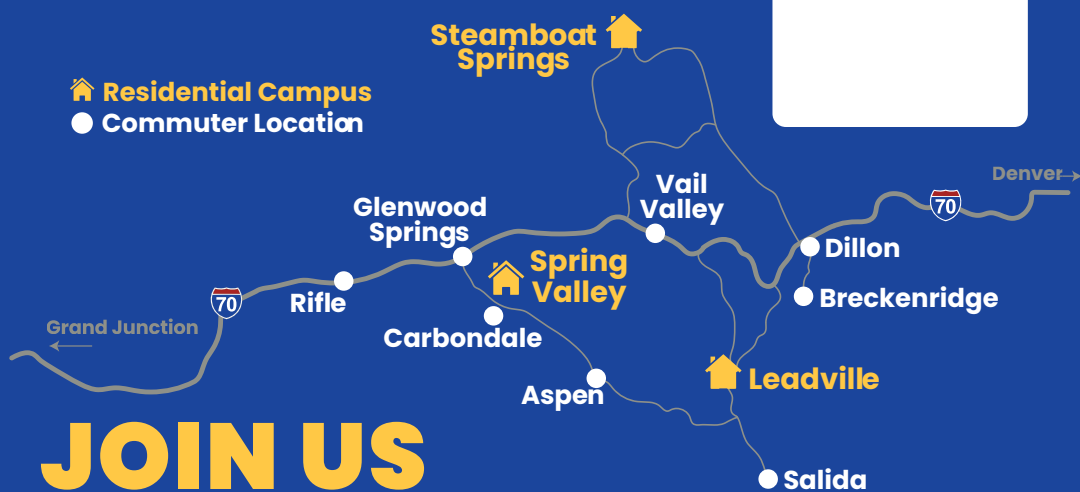 Steamboat
Springs
Residential Campus
Commuter Location
Denver
Vail
Valley
70
Glenwood
Springs
Dillon
Spring
Valley
70
Rifle
Breckenridge
Grand Junction
Carbondale
Leadville
Aspen
JOIN US
Salida